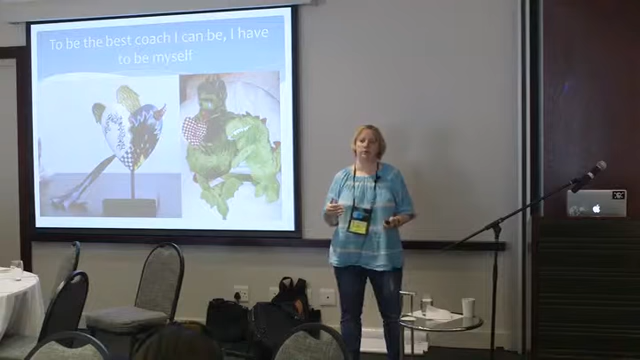 To be the best coach I can be, I have
to be myself